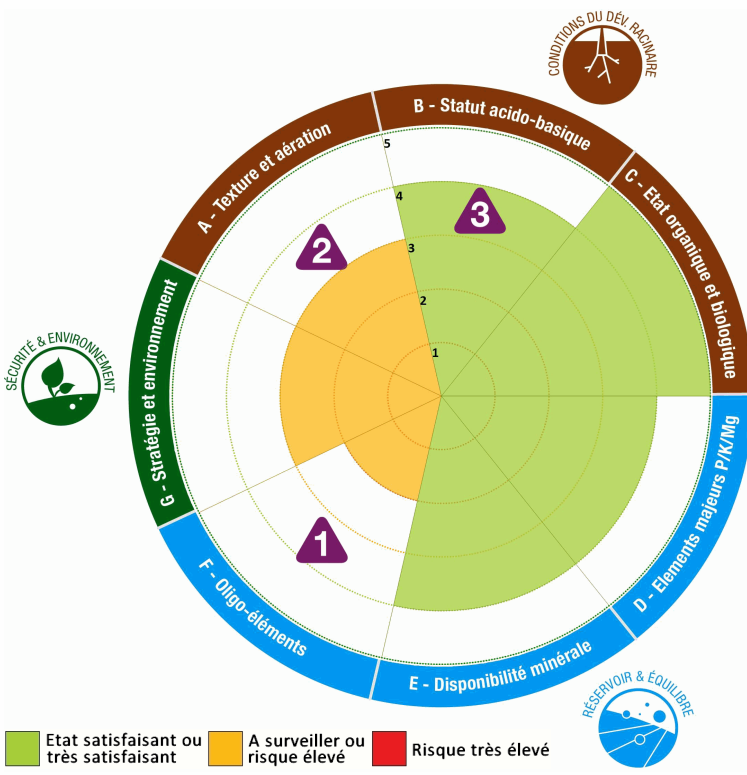 CONDITIONS DU DÉV. RACINAIRE
B - Statut acido-basique
A - Texture et aération
C - Etat organique et biologique
5
4
3
3
2
2
1
G - Stratégie et environnement
SÉCURITÉ & ENVIRONNEMENT
D - Elements majeurs P/K/Mg
1
F - Oligo-éléments
E - Disponibilité minérale
RÉSERVOIR & ÉQUILIBRE
Etat satisfaisant ou
très satisfaisant
A surveiller ou
risque élevé
Risque très élevé